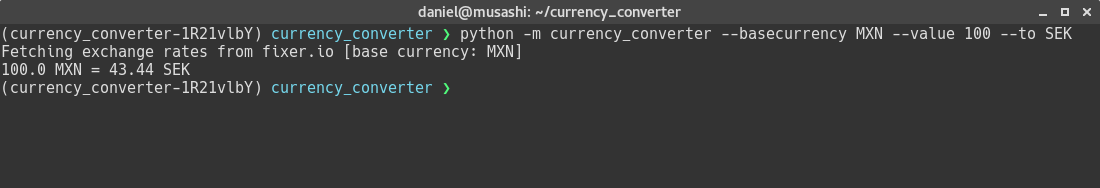 daniel@musashi: ~/currency_converter
(currency_converter-1R21vlbY) currency_converter ❯ python -m currency_converter --basecurrency MXN --value 100 --to SEK
Fetching exchange rates from fixer.io [base currency: MXN]
100.0 MXN = 43.44 SEK
(currency_converter-1R21vlbY) currency_converter ❯